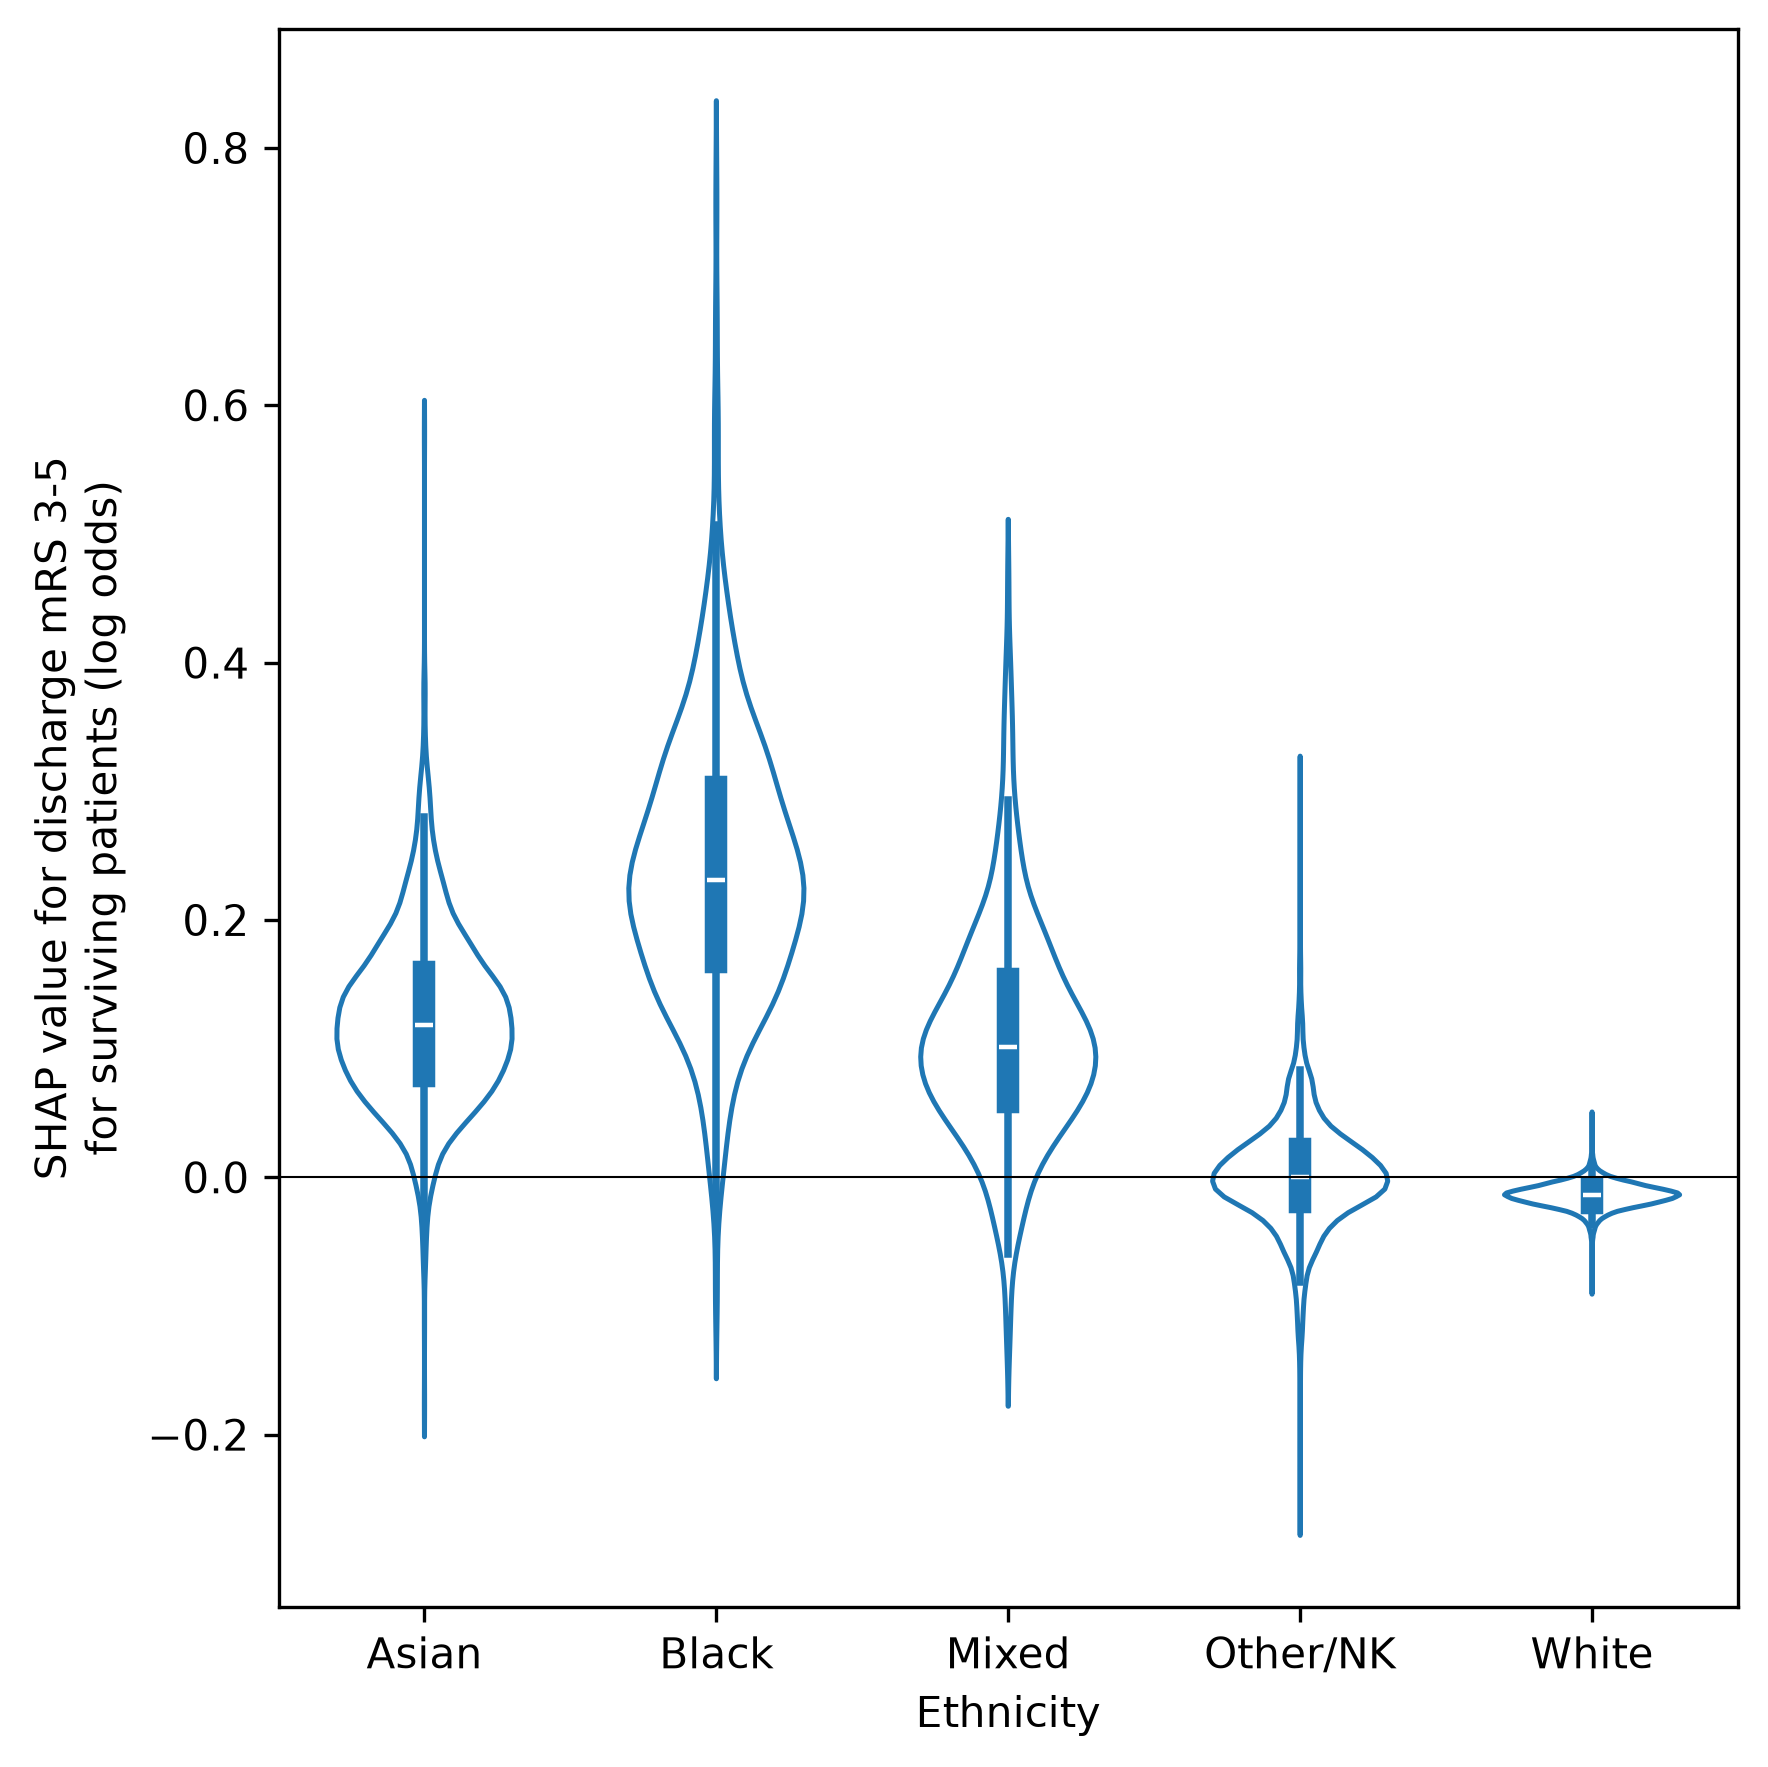 SHAP value for discharge mRS 3-5
for surviving patients (log odds)
0.8
0.6
0.4
0.2
0.0
−0.2
Asian
Black
Mixed
Other/NK
White
Ethnicity